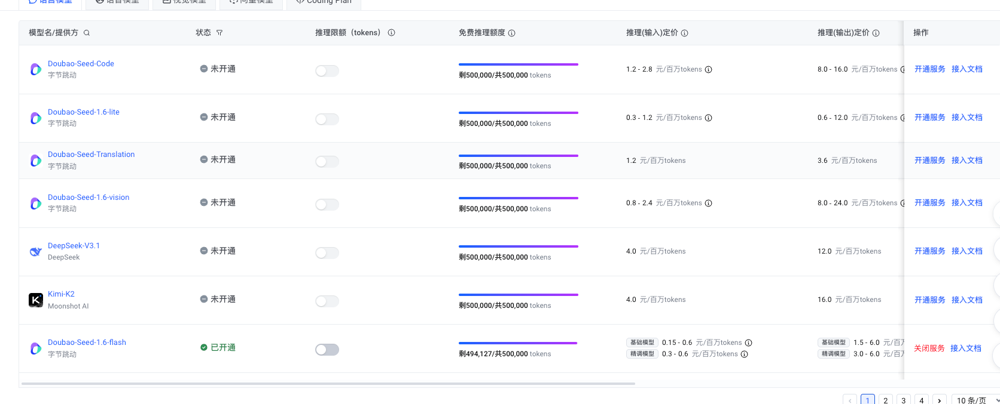 语言模型 语音模型 视觉模型 向量模型 Coding Plan
模型名/提供方 状态 推理限额（tokens） 免费推理额度 推理(输入)定价 推理(输出)定价 操作
Doubao-Seed-Code
字节跳动
未开通
剩500,000/共500,000 tokens
1.2 - 2.8 元/百万tokens
8.0 - 16.0 元/百万tokens
开通服务 接入文档
Doubao-Seed-1.6-lite
字节跳动
未开通
剩500,000/共500,000 tokens
0.3 - 1.2 元/百万tokens
0.6 - 12.0 元/百万tokens
开通服务 接入文档
Doubao-Seed-Translation
字节跳动
未开通
剩500,000/共500,000 tokens
1.2 元/百万tokens
3.6 元/百万tokens
开通服务 接入文档
Doubao-Seed-1.6-vision
字节跳动
未开通
剩500,000/共500,000 tokens
0.8 - 2.4 元/百万tokens
8.0 - 24.0 元/百万tokens
开通服务 接入文档
DeepSeek-V3.1
DeepSeek
未开通
剩500,000/共500,000 tokens
4.0 元/百万tokens
12.0 元/百万tokens
开通服务 接入文档
Kimi-K2
Moonshot AI
未开通
剩500,000/共500,000 tokens
4.0 元/百万tokens
16.0 元/百万tokens
开通服务 接入文档
Doubao-Seed-1.6-flash
字节跳动
已开通
剩494,127/共500,000 tokens
基础模型 0.15 - 0.6 元/百万tokens
精调模型 0.3 - 0.6 元/百万tokens
基础模型 1.5 - 6.0 元/百
精调模型 3.0 - 6.0 元/百
关闭服务 接入文档
1 2 3 4 10 条/页